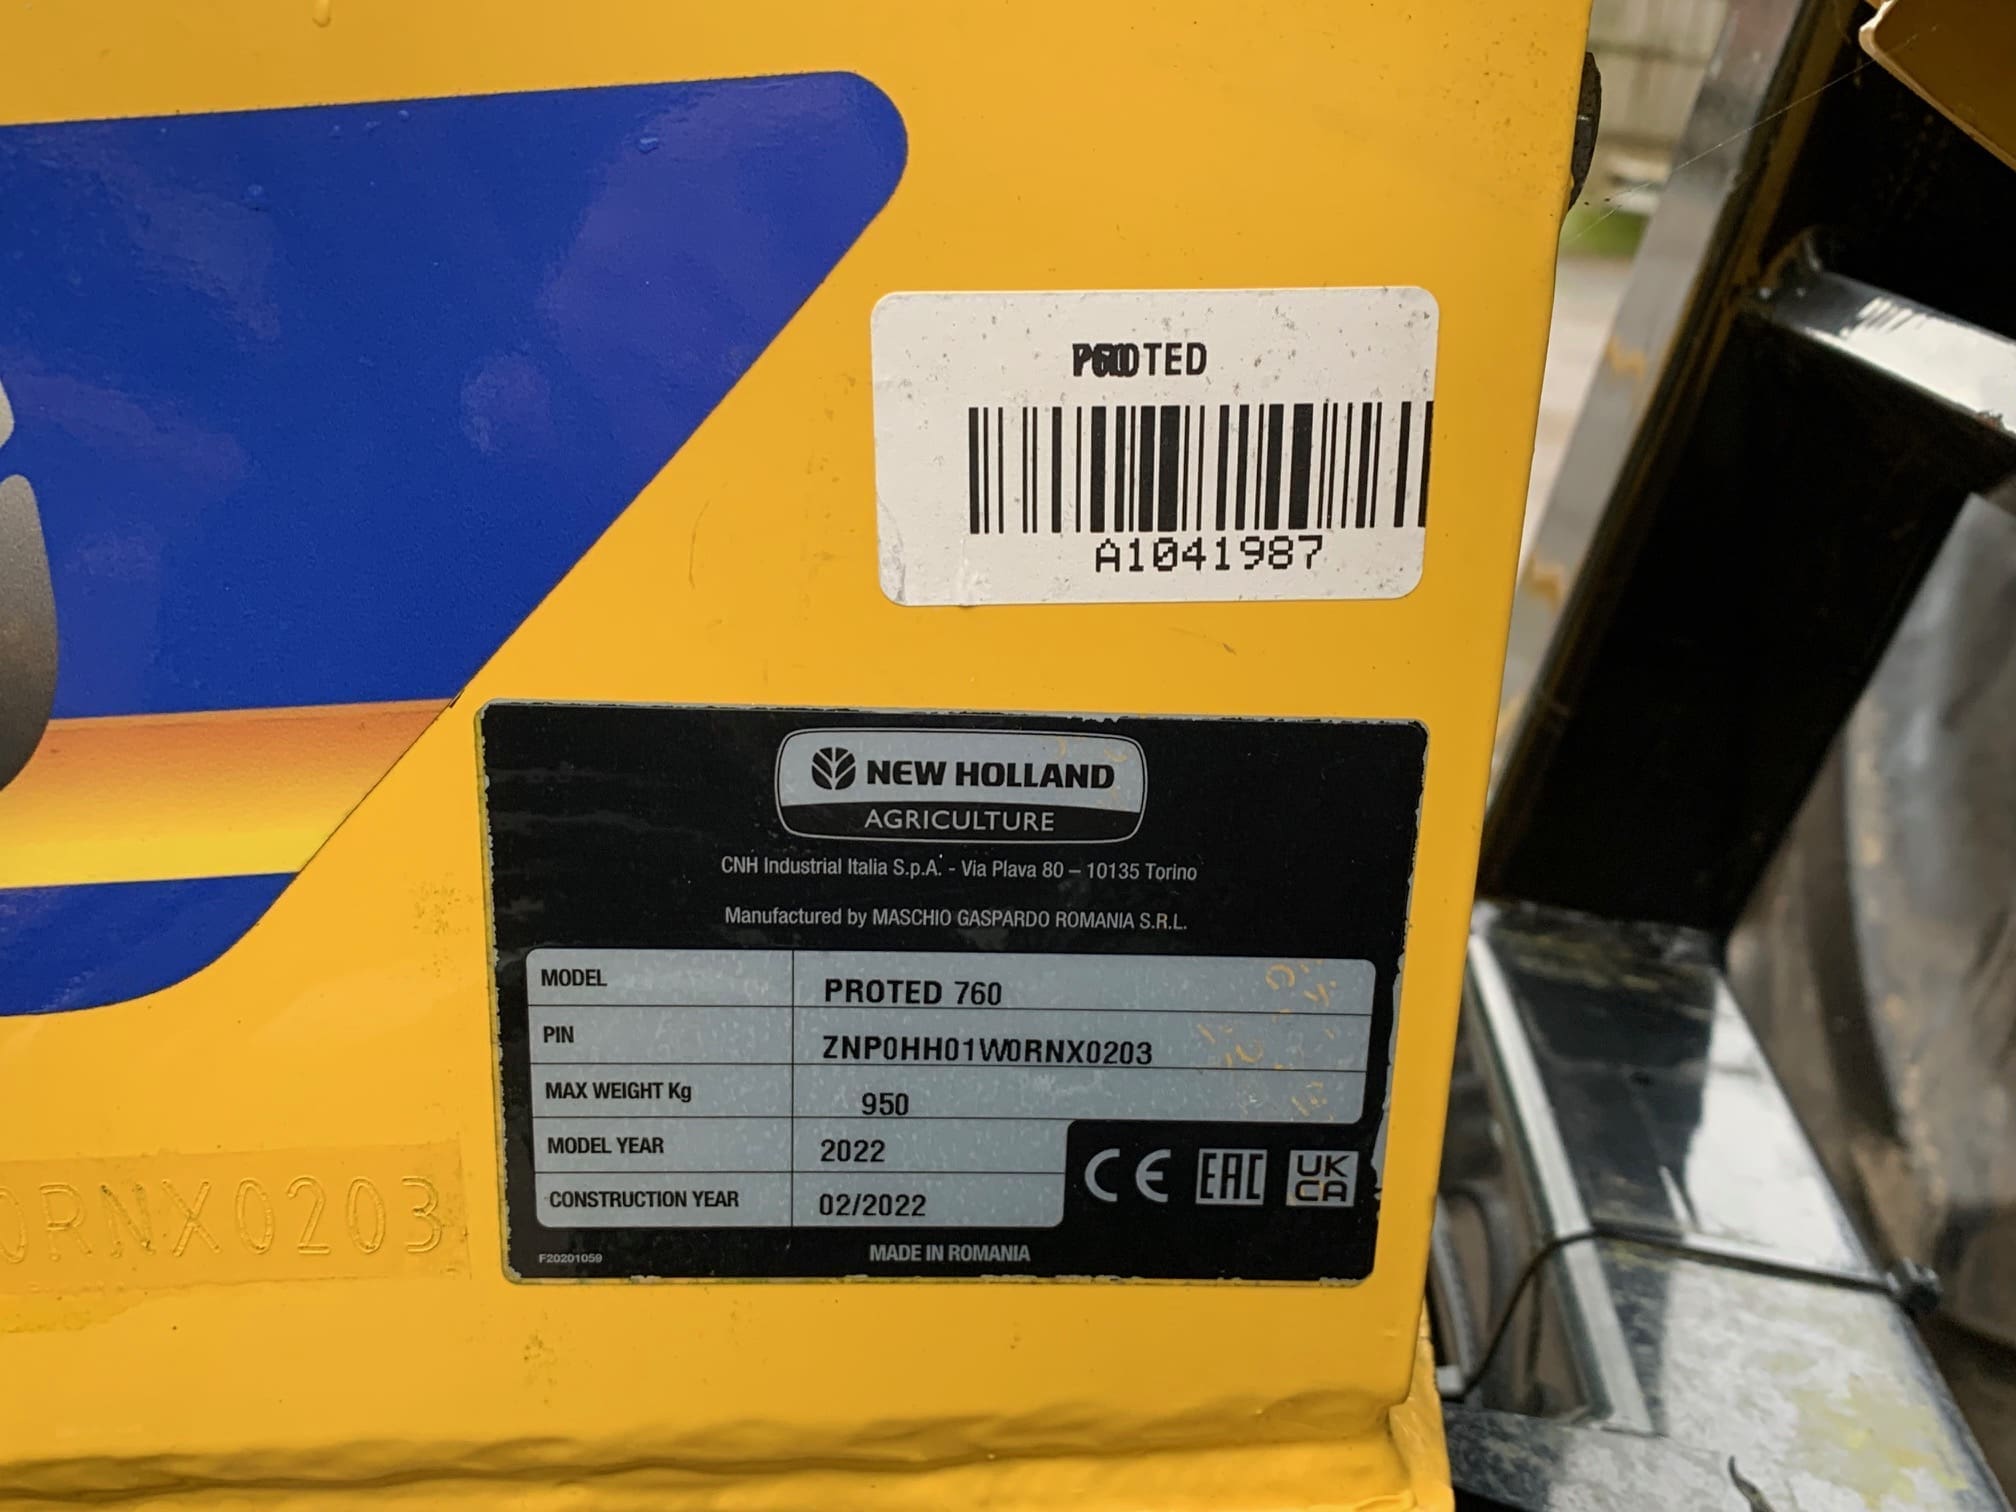 PROTED
A1041987
NEW HOLLAND
AGRICULTURE
CNH Industrial Italia S.p.A. - Via Plava 80 – 10135 Torino
Manufactured by MASCHIO GASPARDO ROMANIA S.R.L.
MODEL PROTED 760
PIN ZNP0HH01W0RNX0203
MAX WEIGHT Kg 950
MODEL YEAR 2022
CONSTRUCTION YEAR 02/2022
CE EAC UK CA
F20201059 MADE IN ROMANIA
0RNX0203